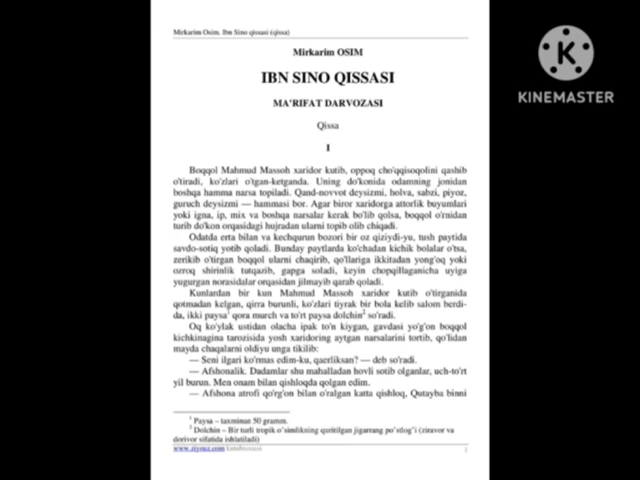 Mirkarim Osim. Ibn Sino qissasi (qissa)
Mirkarim OSIM
IBN SINO QISSASI
MA'RIFAT DARVOZASI
Qissa
I
Boqqol Mahmud Massoh xaridor kutib, oppoq cho'qqisoqolini qashib
o'tiradi, ko'zlari o'tgan-ketganda. Uning do'konida odamning jonidan
boshqa hamma narsa topiladi. Qand-novvot deysizmi, holva, sabzi, piyoz,
guruch deysizmi — hammasi bor. Agar biror xaridorga attorlik buyumlari
yoki igna, ip, mix va boshqa narsalar kerak bo'lib qolsa, boqqol o'rnidan
turib do'kon orqasidagi hujradan ularni topib olib chiqadi.
Odatda erta bilan va kechqurun bozori bir oz qiziydi-yu, tush paytida
savdo-sotiq yotib qoladi. Bunday paytlarda ko'chadan kichik bolalar o'tsa,
zerikib o'tirgan boqqol ularni chaqirib, qo'llariga ikkitadan yong'oq yoki
ozroq shirinlik tutqazib, gapga soladi, keyin chopqillaganicha uyiga
yugurgan norasidalar orqasidan jilmayib qarab qoladi.
Kunlardan bir kun Mahmud Massoh xaridor kutib o'tirganida
qotmadan kelgan, qirra burunli, ko'zlari tiyrak bir bola kelib salom berdi-
da, ikki paysa¹ qora murch va to'rt paysa dolchin² so'radi.
Oq ko'ylak ustidan olacha ipak to'n kiygan, gavdasi yo'g'on boqqol
kichkinagina tarozisida yosh xaridoring aytgan narsalarini tortib, qo'lidan
mayda chaqalarni oldiyu unga tikilib:
— Seni ilgari ko'rmas edim-ku, qaerliksan? — deb so'radi.
— Afshonalik. Dadamlar shu mahalladan hovli sotib olganlar, uch-to'rt
yil burun. Men onam bilan qishloqda qolgan edim.
— Afshona atrofi qo'rg'on bilan o'ralgan katta qishloq, Qutayba binni
¹ Paysa – taxminan 50 gramm.
² Dolchin – Bir turli tropik o'simlikning quritilgan jigarrang po'stlog'i (ziravor va
dorivor sifatida ishlatiladi)
www.ziyouz.com kutubxonasi
KINEMASTER